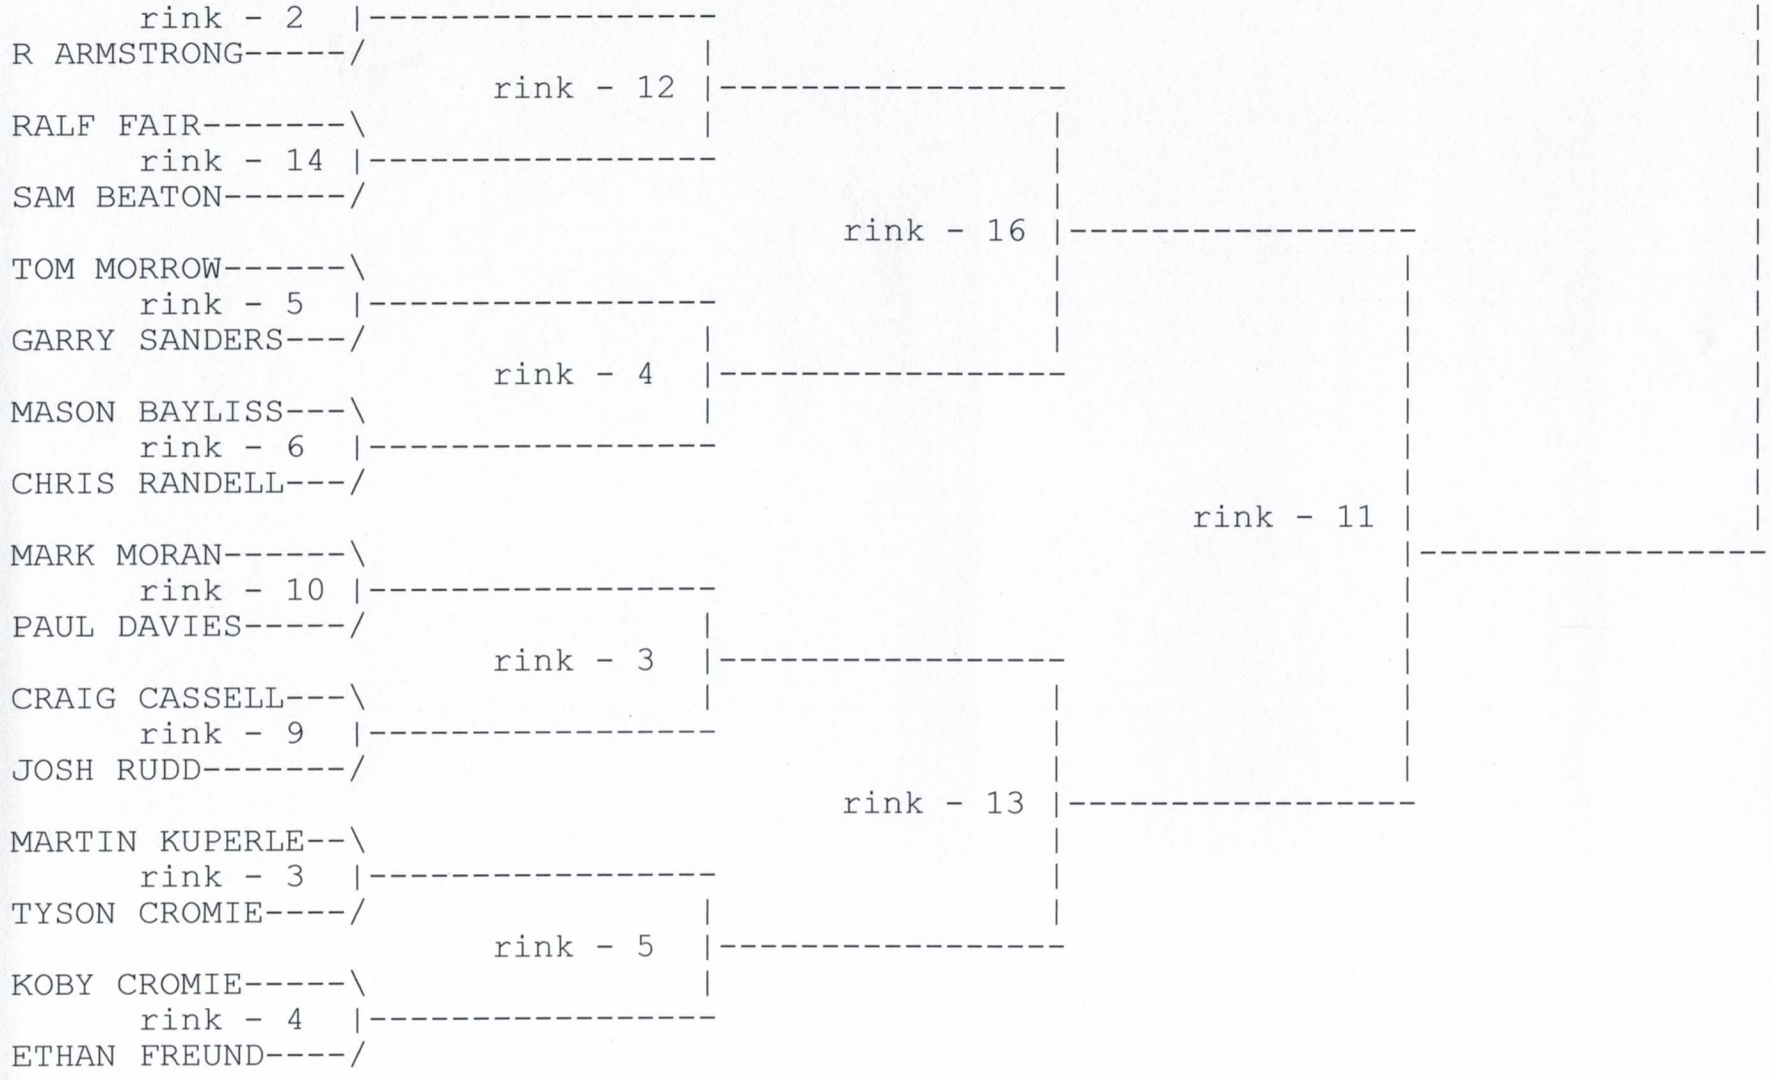 rink - 2 |-----------------
R ARMSTRONG-----/
rink - 12 |-----------------
RALF FAIR-------\
rink - 14 |-----------------
SAM BEATON------/
rink - 16 |-----------------
TOM MORROW------\
rink - 5 |-----------------
GARRY SANDERS---/
rink - 4 |-----------------
MASON BAYLISS---\
rink - 6 |-----------------
CHRIS RANDELL---/
rink - 11
MARK MORAN------\ |-----------------
rink - 10 |-----------------
PAUL DAVIES-----/
rink - 3 |-----------------
CRAIG CASSELL---\
rink - 9 |-----------------
JOSH RUDD-------/
rink - 13 |-----------------
MARTIN KUPERLE--\
rink - 3 |-----------------
TYSON CROMIE----/
rink - 5 |-----------------
KOBY CROMIE-----\
rink - 4 |-----------------
ETHAN FREUND----/